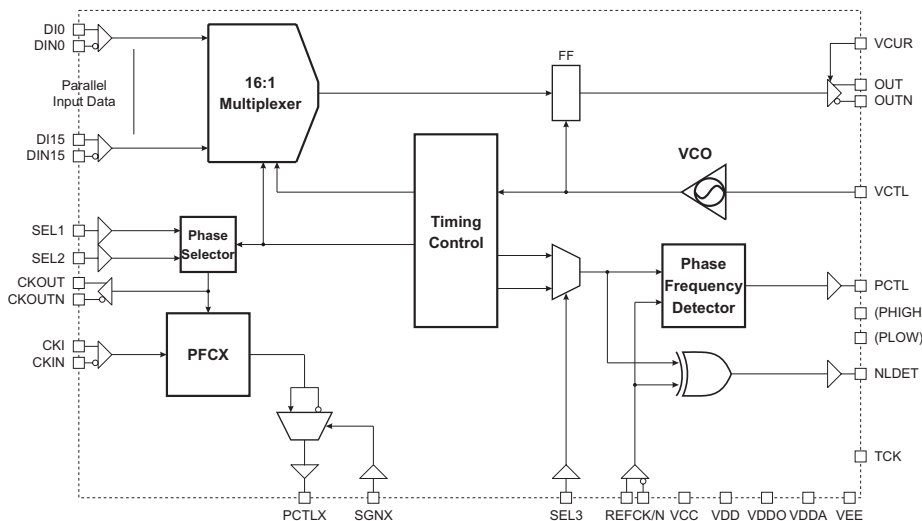 DI0
DIN0
Parallel
Input Data
DI15
DIN15
16:1
Multiplexer
FF
VCUR
OUT
OUTN
VCO
VCTL
Timing
Control
SEL1
SEL2
Phase
Selector
CKOUT
CKOUTN
Phase
Frequency
Detector
PCTL
(PHIGH)
(PLOW)
CKI
CKIN
PFCX
NLDET
TCK
PCTLX
SGNX
SEL3
REFCK/N
VCC
VDD
VDDO
VDDA
VEE